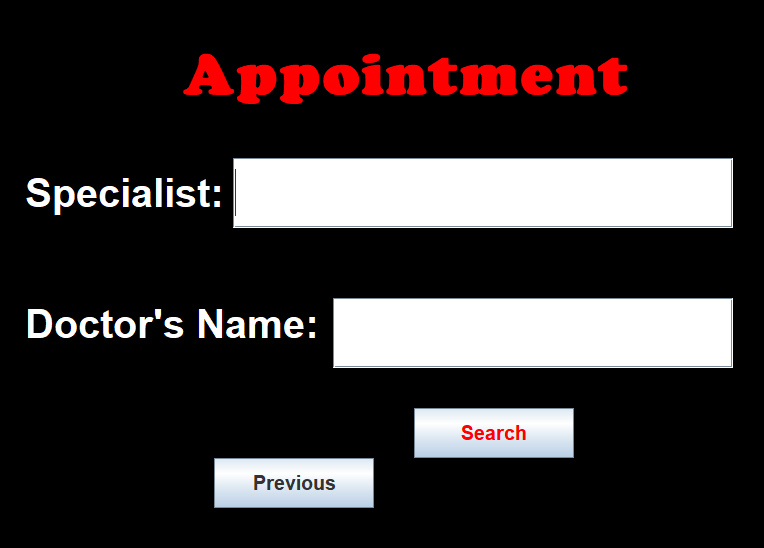 Appointment
Specialist:
Doctor's Name:
Search
Previous